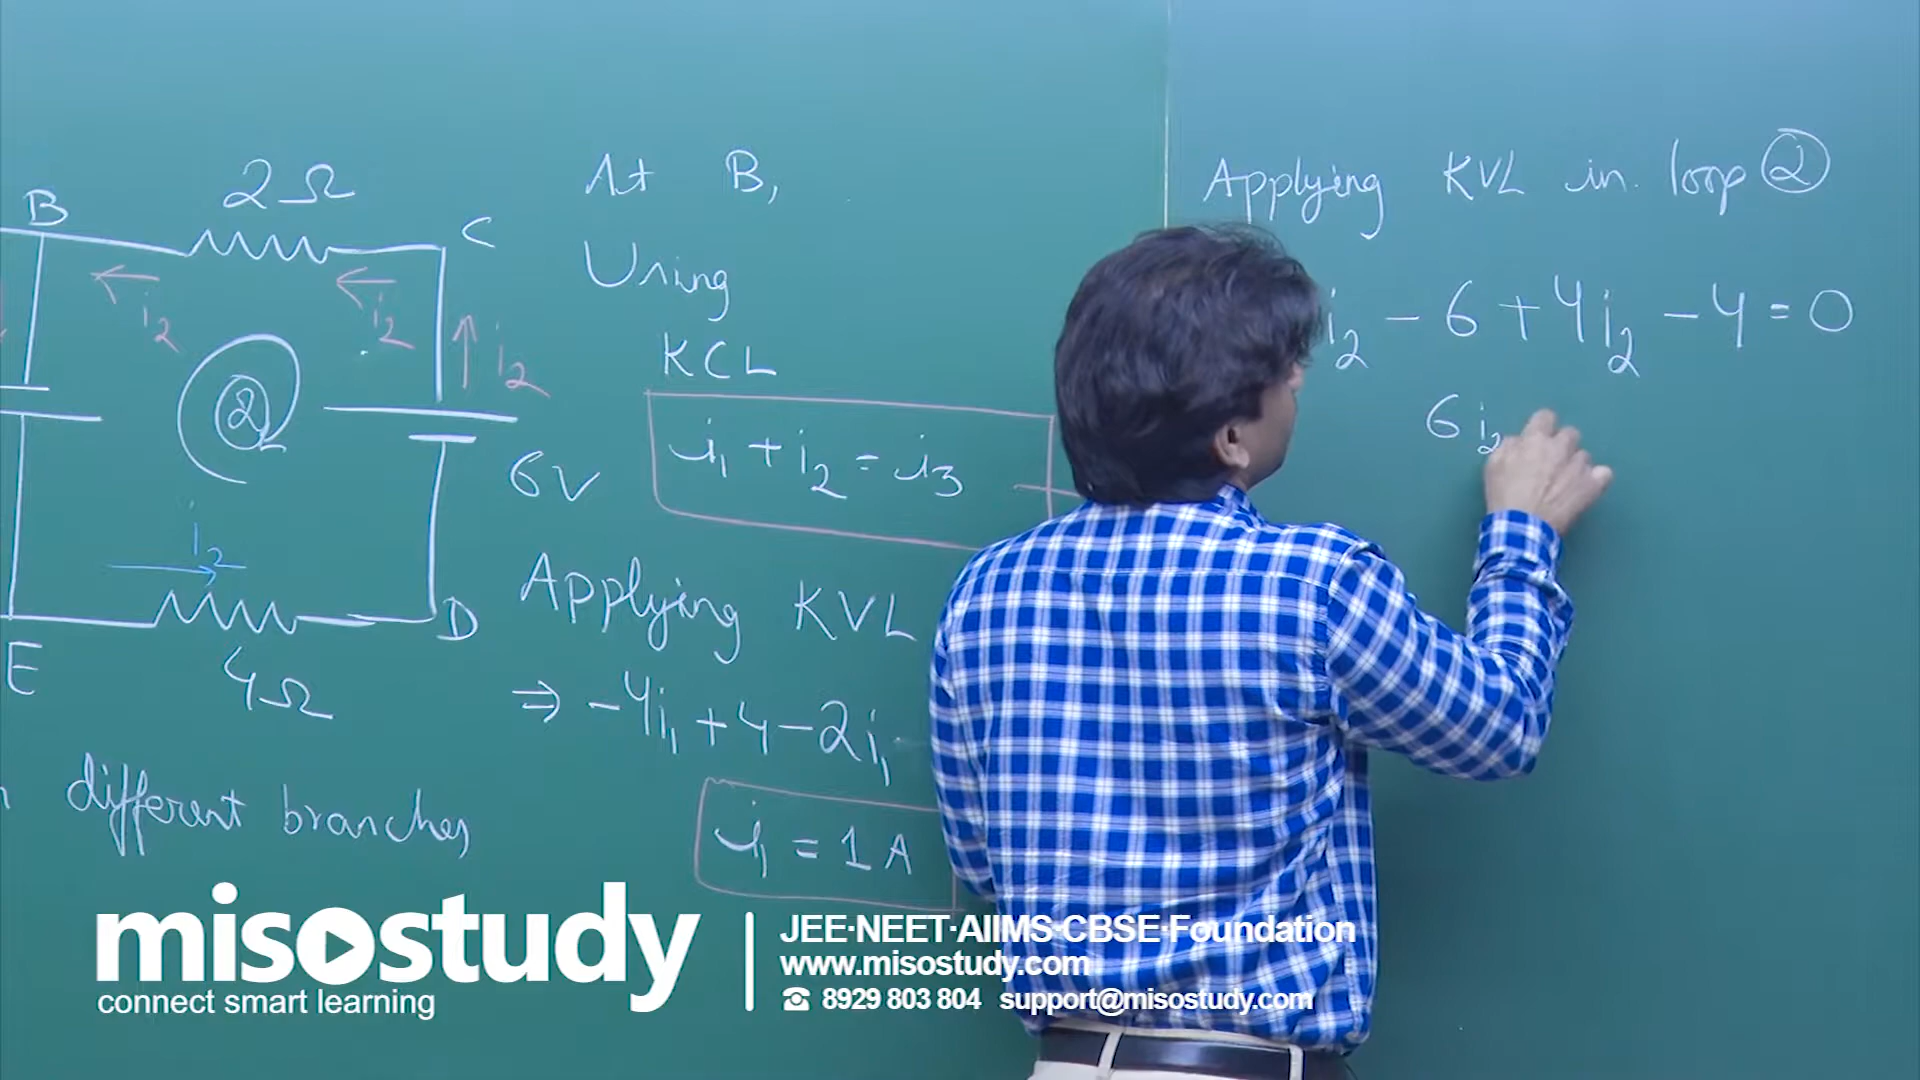 B
2Ω
C
i2
i2
i2
2
6V
i2
4Ω
D
E
different branches
At B,
Using
KCL
i1 + i2 = i3
Applying KVL
⇒ -4i1 + 4 - 2i1
i1 = 1A
Applying KVL in loop 2
i2 - 6 + 4i2 - 4 = 0
6i2
misostudy
connect smart learning
JEE·NEET·AIIMS·CBSE·Foundation
www.misostudy.com
☎ 8929 803 804 support@misostudy.com